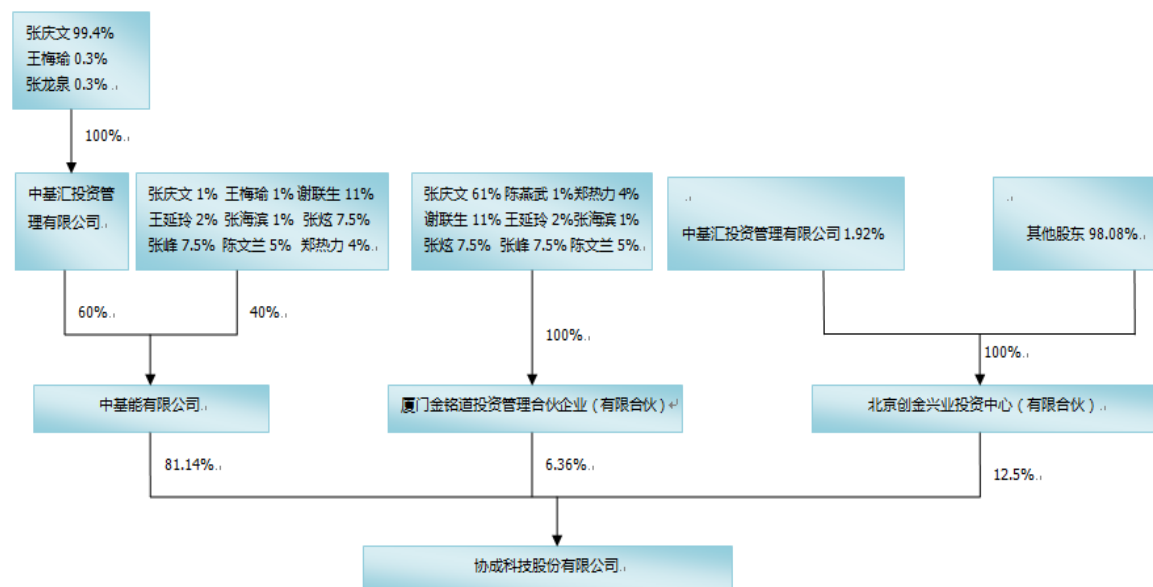 张庆文 99.4%
王梅瑜 0.3%
张龙泉 0.3%
100%
中基汇投资管
理有限公司
张庆文 1% 王梅瑜 1% 谢联生 11%
王延玲 2% 张海滨 1% 张炫 7.5%
张峰 7.5% 陈文兰 5% 郑热力 4%
张庆文 61% 陈燕武 1%郑热力 4%
谢联生 11% 王延玲 2%张海滨 1%
张炫 7.5% 张峰 7.5% 陈文兰 5%
中基汇投资管理有限公司 1.92%
其他股东 98.08%
60%
40%
100%
100%
中基能有限公司
厦门金铭道投资管理合伙企业（有限合伙）
北京创金兴业投资中心（有限合伙）
81.14%
6.36%
12.5%
协成科技股份有限公司